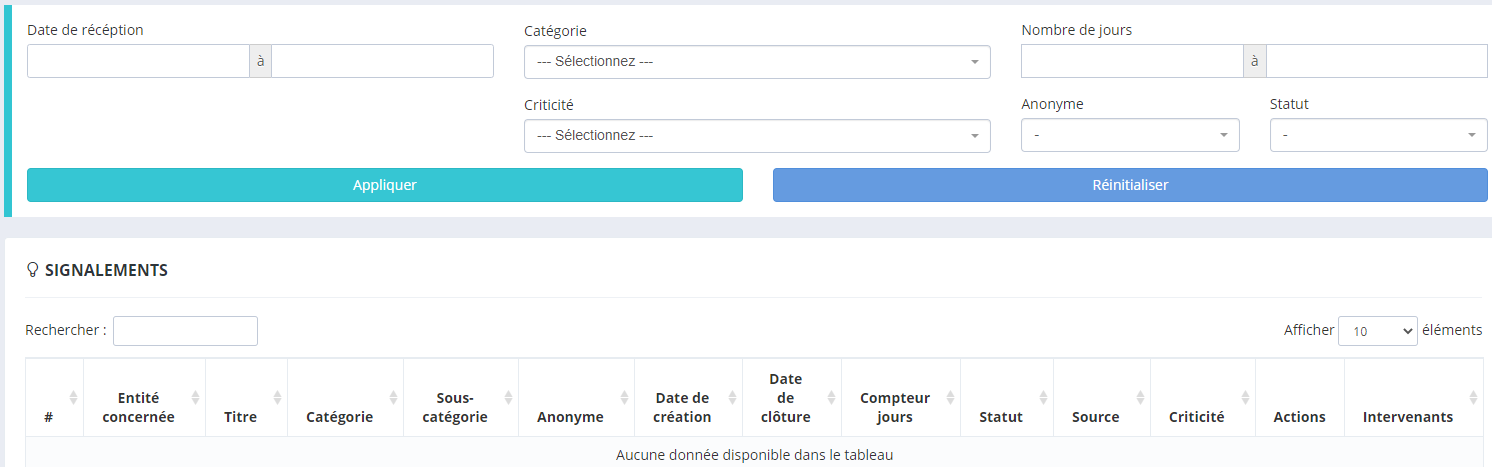 Date de récéption
à
Catégorie
--- Sélectionnez ---
Nombre de jours
à
Criticité
--- Sélectionnez ---
Anonyme
-
Statut
-
Appliquer
Réinitialiser
SIGNALEMENTS
Rechercher :
Afficher 10 éléments
#
Entité
concernée
Titre
Catégorie
Sous-
catégorie
Anonyme
Date de
création
Date
de
clôture
Compteur
jours
Statut
Source
Criticité
Actions
Intervenants
Aucune donnée disponible dans le tableau